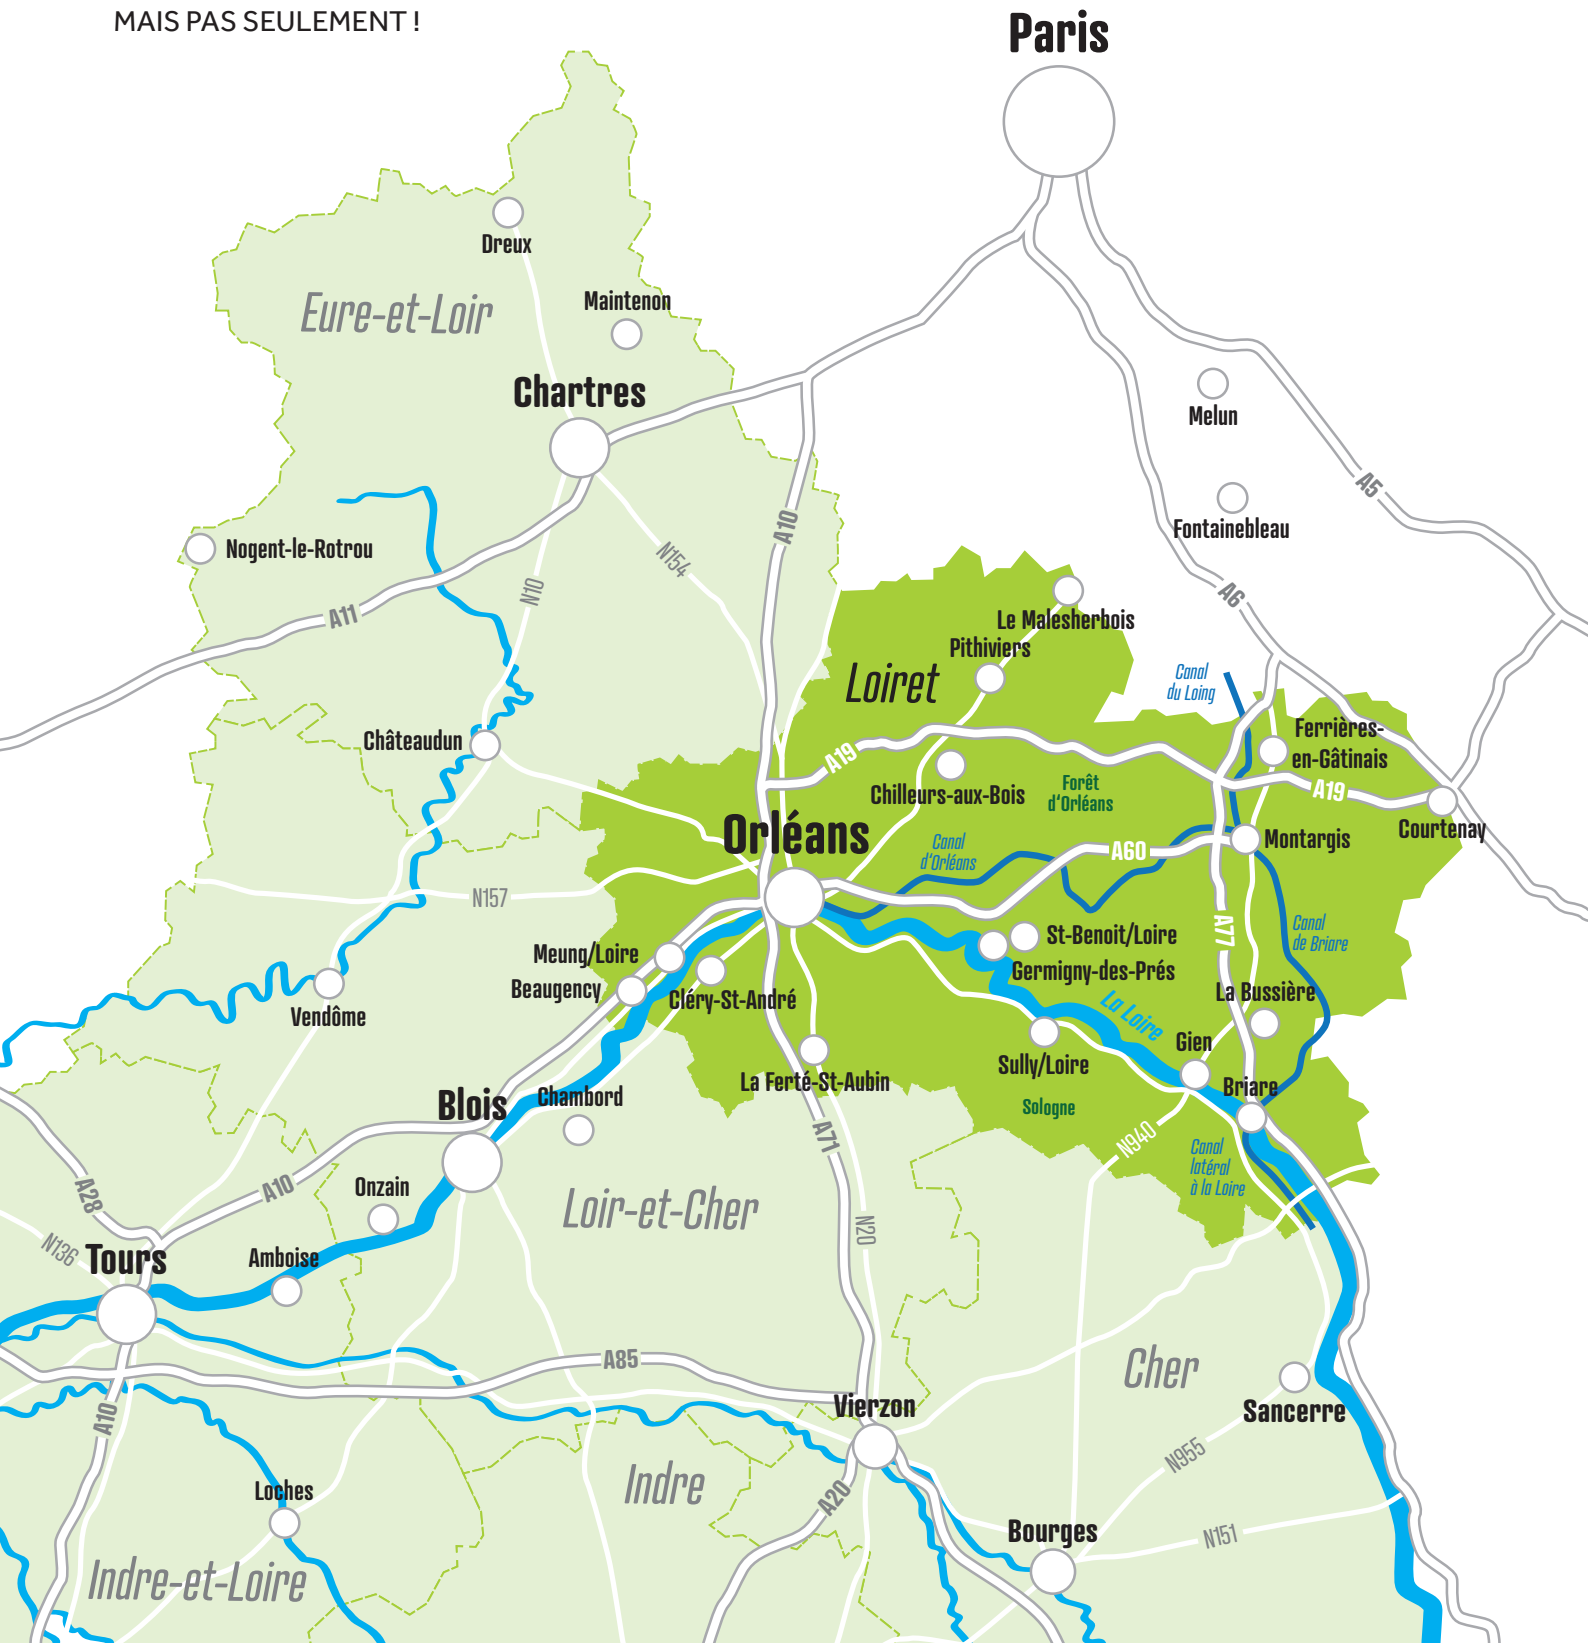 MAIS PAS SEULEMENT !
Paris
Dreux
Eure-et-Loir
Maintenon
Chartres
Melun
A5
Fontainebleau
A10
Nogent-le-Rotrou
N154
N10
A11
A6
Le Malesherbois
Pithiviers
Loiret
Canal
du Loing
Châteaudun
Ferrières-
en-Gâtinais
A19
Chilleurs-aux-Bois
Forêt
d'Orléans
A19
Courtenay
Orléans
Canal
d'Orléans
A60
Montargis
N157
A77
Canal
de Briare
Meung/Loire
St-Benoit/Loire
Germigny-des-Prés
Beaugency
Cléry-St-André
La Bussière
Vendôme
La Loire
Gien
Sully/Loire
La Ferté-St-Aubin
Briare
Chambord
Blois
Sologne
A71
N940
Canal
latéral
à la Loire
Onzain
A10
A28
Loir-et-Cher
N20
N136
Tours
Amboise
A85
Cher
Vierzon
Sancerre
A10
N955
Indre
A20
Loches
Bourges
N151
Indre-et-Loire